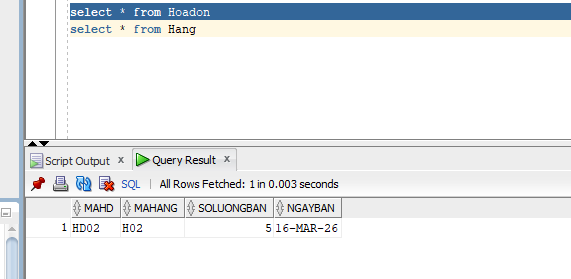 select * from Hoadon
select * from Hang
Script Output x Query Result x
SQL | All Rows Fetched: 1 in 0.003 seconds
MAHD MAHANG SOLUONGBAN NGAYBAN
1 HD02 H02 5 16-MAR-26